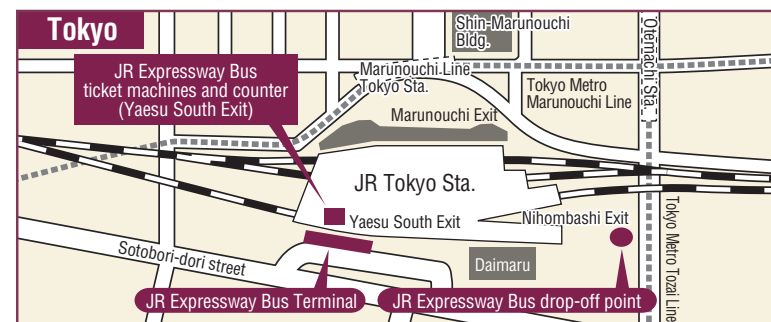 Tokyo
Shin-Marunouchi
Bldg.
Otemachi Sta.
JR Expressway Bus
ticket machines and counter
(Yaesu South Exit)
Marunouchi Line
Tokyo Sta.
Tokyo Metro
Marunouchi Line
Marunouchi Exit
JR Tokyo Sta.
Yaesu South Exit
Nihombashi Exit
Tokyo Metro Tozai Line
Sotobori-dori street
Daimaru
JR Expressway Bus Terminal
JR Expressway Bus drop-off point